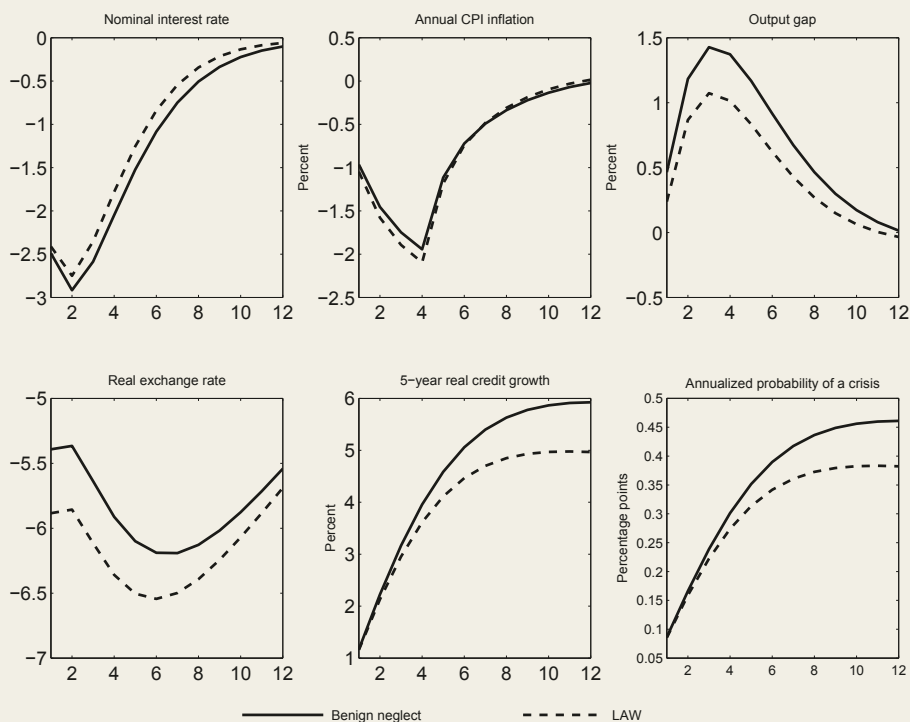 Nominal interest rate
0
−0.5
−1
−1.5
−2
−2.5
−3
2 4 6 8 10 12
Annual CPI inflation
Percent
0.5
0
−0.5
−1
−1.5
−2
−2.5
2 4 6 8 10 12
Output gap
Percent
1.5
1
0.5
0
−0.5
2 4 6 8 10 12
Real exchange rate
−5
−5.5
−6
−6.5
−7
2 4 6 8 10 12
5−year real credit growth
Percent
6
5
4
3
2
1
2 4 6 8 10 12
Annualized probability of a crisis
Percentage points
0.5
0.45
0.4
0.35
0.3
0.25
0.2
0.15
0.1
0.05
2 4 6 8 10 12
Benign neglect LAW